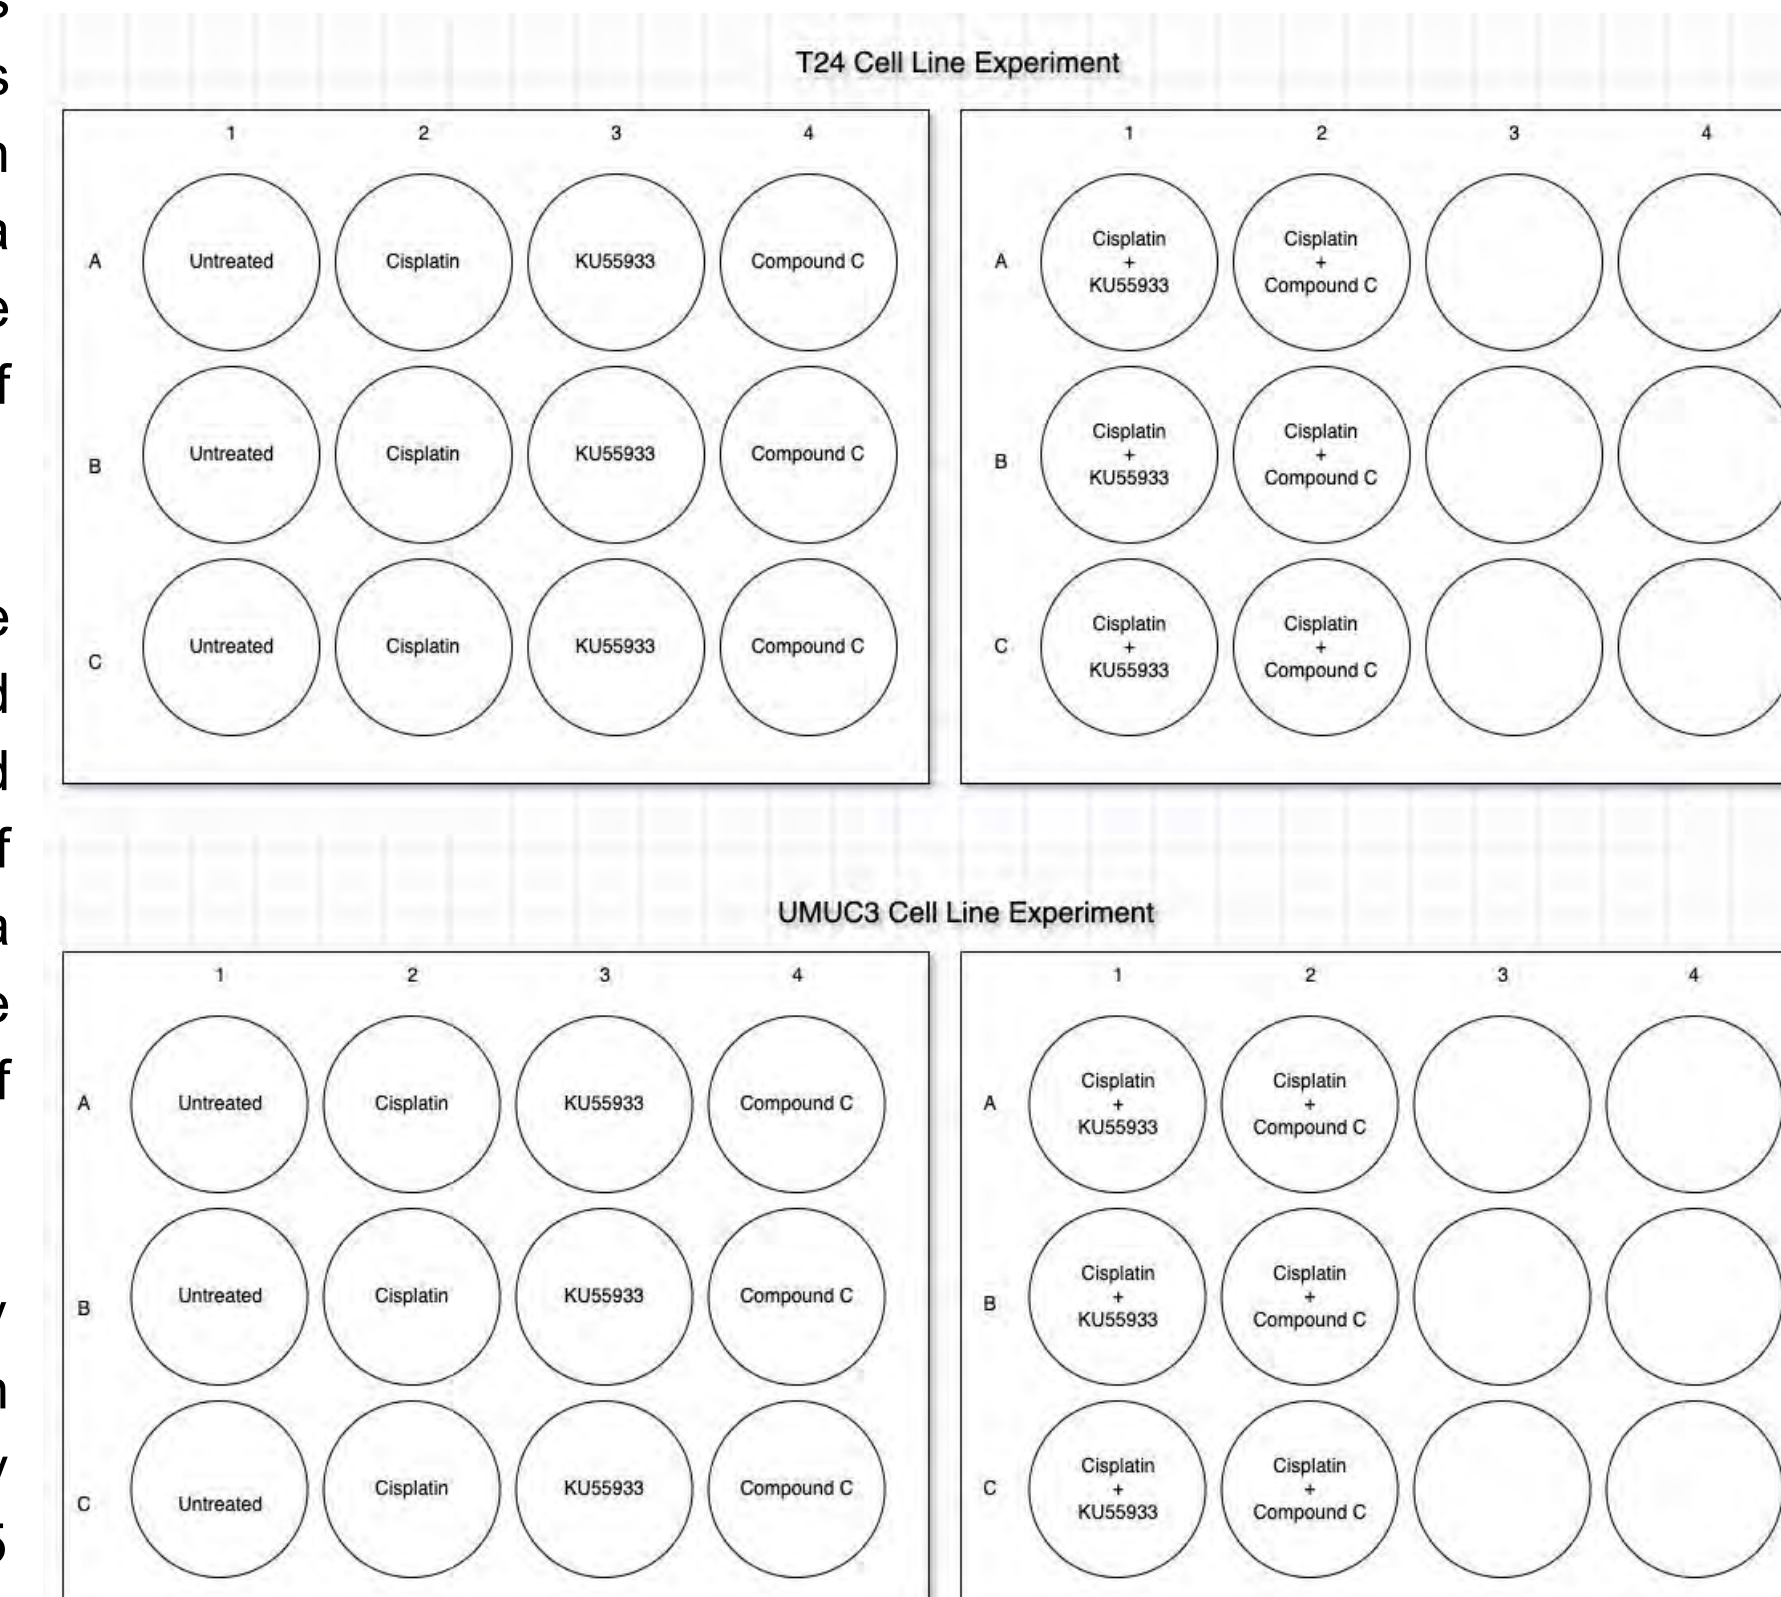 s
s
n
a
e
f
e
d
d
f
a
e
f
y
n
y
5
T24 Cell Line Experiment
1 2 3 4
A Untreated Cisplatin KU55933 Compound C
B Untreated Cisplatin KU55933 Compound C
C Untreated Cisplatin KU55933 Compound C
1 2 3 4
Cisplatin Cisplatin
A + +
KU55933 Compound C
Cisplatin Cisplatin
B + +
KU55933 Compound C
Cisplatin Cisplatin
C + +
KU55933 Compound C
UMUC3 Cell Line Experiment
1 2 3 4
A Untreated Cisplatin KU55933 Compound C
B Untreated Cisplatin KU55933 Compound C
C Untreated Cisplatin KU55933 Compound C
1 2 3 4
Cisplatin Cisplatin
A + +
KU55933 Compound C
Cisplatin Cisplatin
B + +
KU55933 Compound C
Cisplatin Cisplatin
C + +
KU55933 Compound C